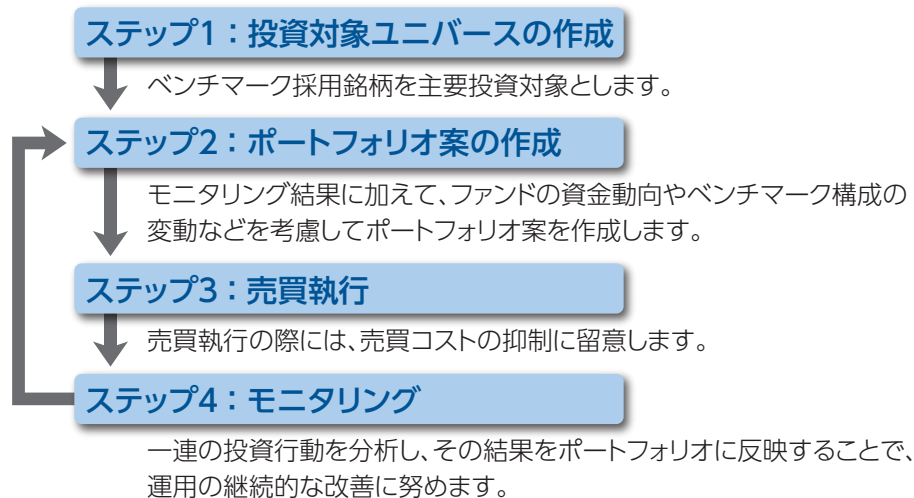 ステップ1：投資対象ユニバースの作成
ベンチマーク採用銘柄を主要投資対象とします。
ステップ2：ポートフォリオ案の作成
モニタリング結果に加えて、ファンドの資金動向やベンチマーク構成の
変動などを考慮してポートフォリオ案を作成します。
ステップ3：売買執行
売買執行の際には、売買コストの抑制に留意します。
ステップ4：モニタリング
一連の投資行動を分析し、その結果をポートフォリオに反映することで、
運用の継続的な改善に努めます。